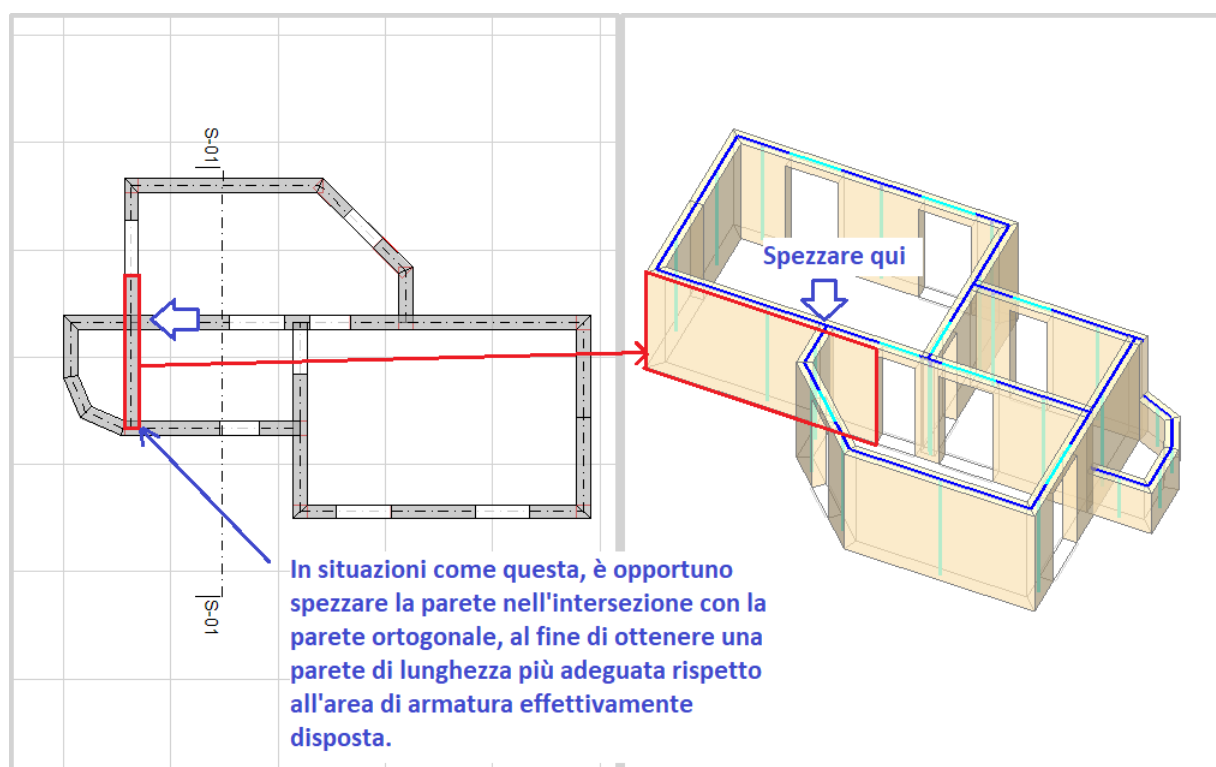 S-01
Spezzare qui
S-01
In situazioni come questa, è opportuno
spezzare la parete nell'intersezione con la
parete ortogonale, al fine di ottenere una
parete di lunghezza più adeguata rispetto
all'area di armatura effettivamente
disposta.